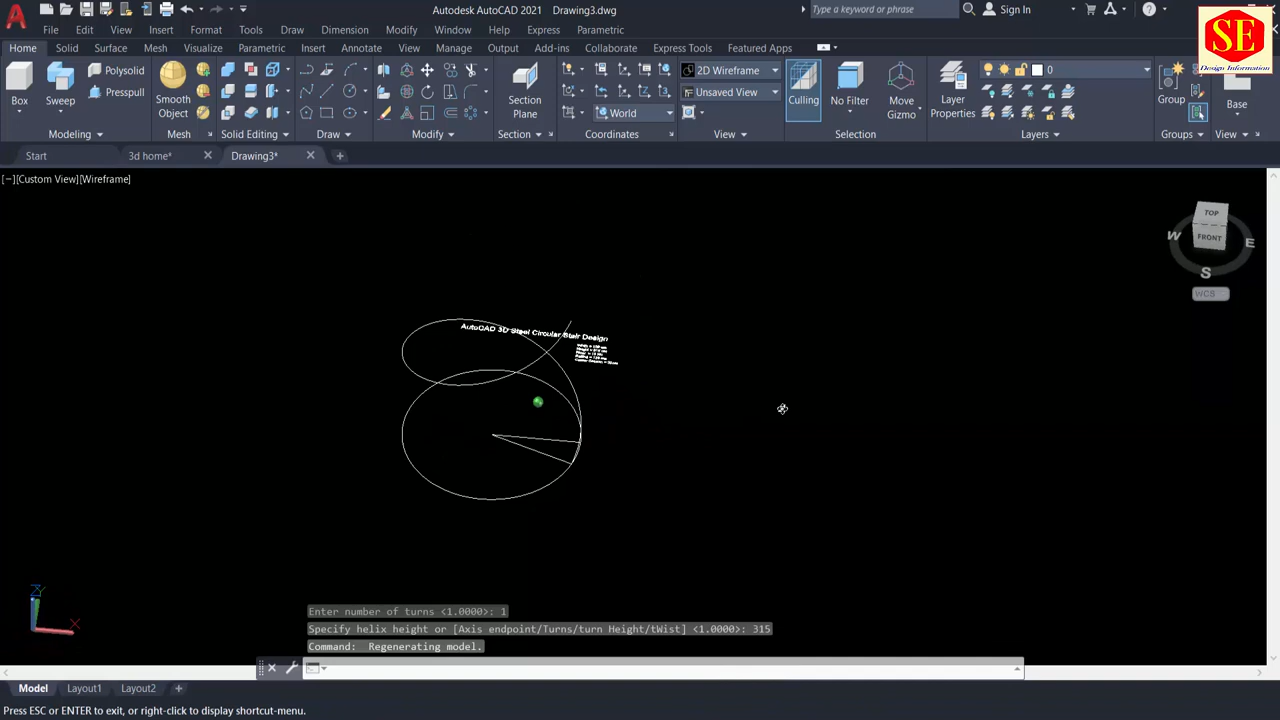 Autodesk AutoCAD 2021 Drawing3.dwg
Type a keyword or phrase
Sign In
SE
Design Information
File Edit View Insert Format Tools Draw Dimension Modify Window Help Express Parametric
Home Solid Surface Mesh Visualize Parametric Insert Annotate View Manage Output Add-ins Collaborate Express Tools Featured Apps
Box
Sweep
Polysolid
Presspull
Smooth Object
Section Plane
World
2D Wireframe
Unsaved View
Culling
No Filter
Move Gizmo
Layer Properties
0
Group
Base
Modeling Mesh Solid Editing Draw Modify Section Coordinates View Selection Layers Groups View
Start 3d home* Drawing3*
[−][Custom View][Wireframe]
TOP
FRONT
W E
S
WCS
AutoCAD 3D Steel Circular Stair Design
Z Y
X
Enter number of turns <1.0000>: 1
Specify helix height or [Axis endpoint/Turns/turn Height/tWist] <1.0000>: 315
Command: Regenerating model.
Model Layout1 Layout2
Press ESC or ENTER to exit, or right-click to display shortcut-menu.